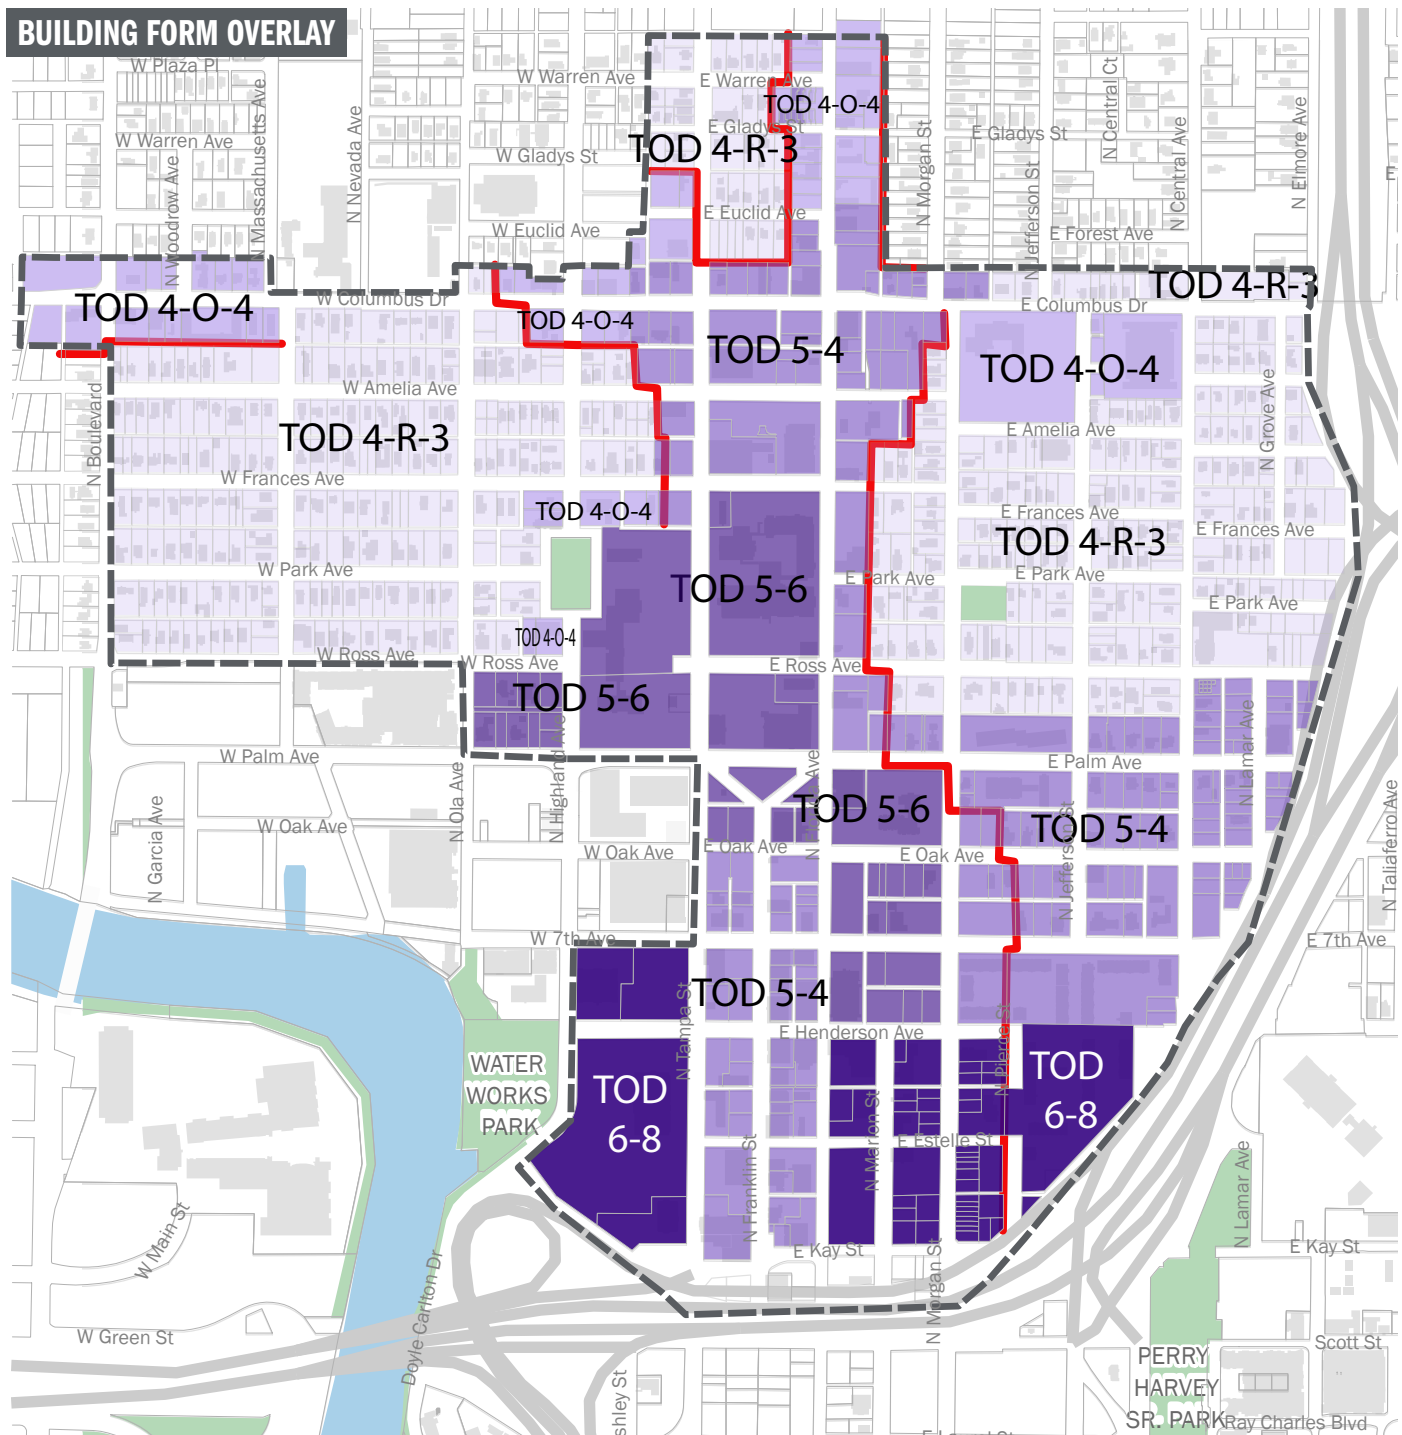 BUILDING FORM OVERLAY
W Plaza Pl
W Warren Ave
E Warren Ave
TOD 4-O-4
N Central Ct
N Massachusetts Ave
N Nevada Ave
E Gladys St
N Morgan St
E Gladys St
N Central Ave
N Elmore Ave
W Warren Ave
W Gladys St
TOD 4-R-3
N Woodrow Ave
N Jefferson St
E Euclid Ave
W Euclid Ave
E Forest Ave
TOD 4-R-3
W Columbus Dr
E Columbus Dr
TOD 4-O-4
TOD 4-O-4
TOD 5-4
TOD 4-O-4
W Amelia Ave
N Boulevard
N Grove Ave
TOD 4-R-3
E Amelia Ave
W Frances Ave
TOD 4-O-4
E Frances Ave
E Frances Ave
TOD 4-R-3
W Park Ave
E Park Ave
E Park Ave
TOD 5-6
E Park Ave
TOD 4-O-4
W Ross Ave
W Ross Ave
E Ross Ave
TOD 5-6
N Highland Ave
N Lamar Ave
W Palm Ave
E Palm Ave
N Ola Ave
N Garcia Ave
TOD 5-6
N Jefferson St
TOD 5-4
W Oak Ave
W Oak Ave
E Oak Ave
E Oak Ave
N Taliaferro Ave
W 7th Ave
E 7th Ave
TOD 5-4
N Tampa St
E Henderson Ave
N Pierce St
WATER
WORKS
PARK
TOD
6-8
TOD
6-8
N Marion St
E Estelle St
N Franklin St
N Lamar Ave
W Main St
E Kay St
E Kay St
N Morgan St
Doyle Carlton Dr
W Green St
Scott St
PERRY
HARVEY
SR. PARK
Ray Charles Blvd
shley St